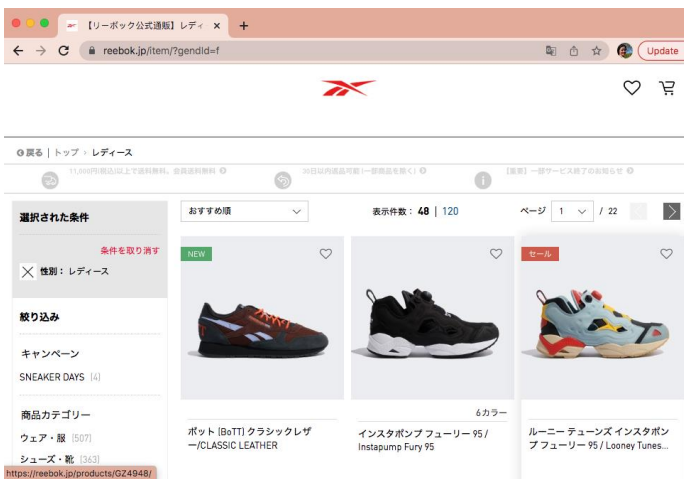 【リーボック公式通販】レディ
reebok.jp/item/?gendId=f
Update
戻る | トップ > レディース
11,000円(税込)以上で送料無料。会員送料無料
30日以内返品可能!一部商品を除く!
【重要】一部サービス終了のお知らせ
選択された条件
条件を取り消す
性別: レディース
絞り込み
キャンペーン
SNEAKER DAYS [4]
商品カテゴリー
ウェア・服 [507]
シューズ・靴 [363]
https://reebok.jp/products/GZ4948/
おすすめ順
表示件数: 48 | 120
ページ 1 / 22
NEW
ボット (BoTT) クラシックレザ
ー/CLASSIC LEATHER
6カラー
インスタポンプ フューリー 95 /
Instapump Fury 95
セール
ルーニー テューンズ インスタポン
プ フューリー 95 / Looney Tunes...